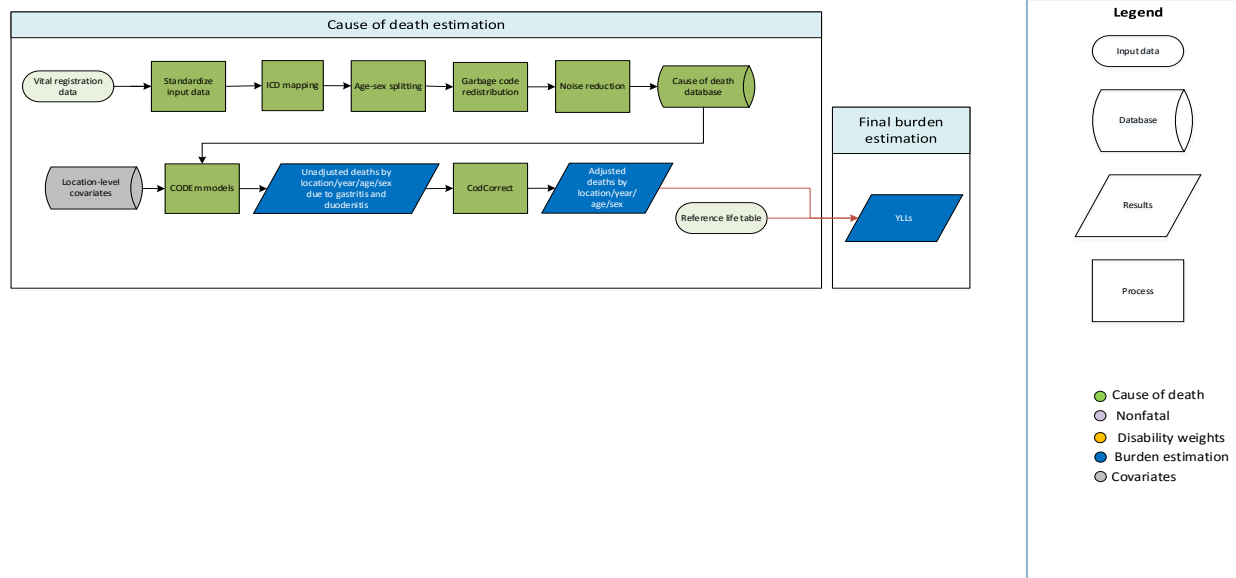 Cause of death estimation
Vital registration
data
Standardize
input data
ICD mapping
Age-sex splitting
Garbage code
redistribution
Noise reduction
Cause of death
database
Location-level
covariates
CODEm models
Unadjusted deaths by
location/year/age/sex
due to gastritis and
duodenitis
CodCorrect
Adjusted
deaths by
location/year/
age/sex
Reference life table
Final burden
estimation
YLLs
Legend
Input data
Database
Results
Process
Cause of death
Nonfatal
Disability weights
Burden estimation
Covariates